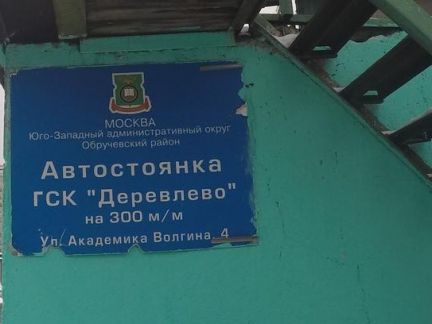 МОСКВА
Юго-Западный административный округ
Обручевский район
Автостоянка
ГСК "Деревлево"
на 300 м/м
Ул. Академика Волгина, 4